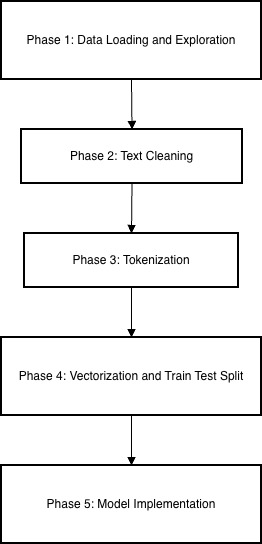 Phase 1: Data Loading and Exploration
Phase 2: Text Cleaning
Phase 3: Tokenization
Phase 4: Vectorization and Train Test Split
Phase 5: Model Implementation